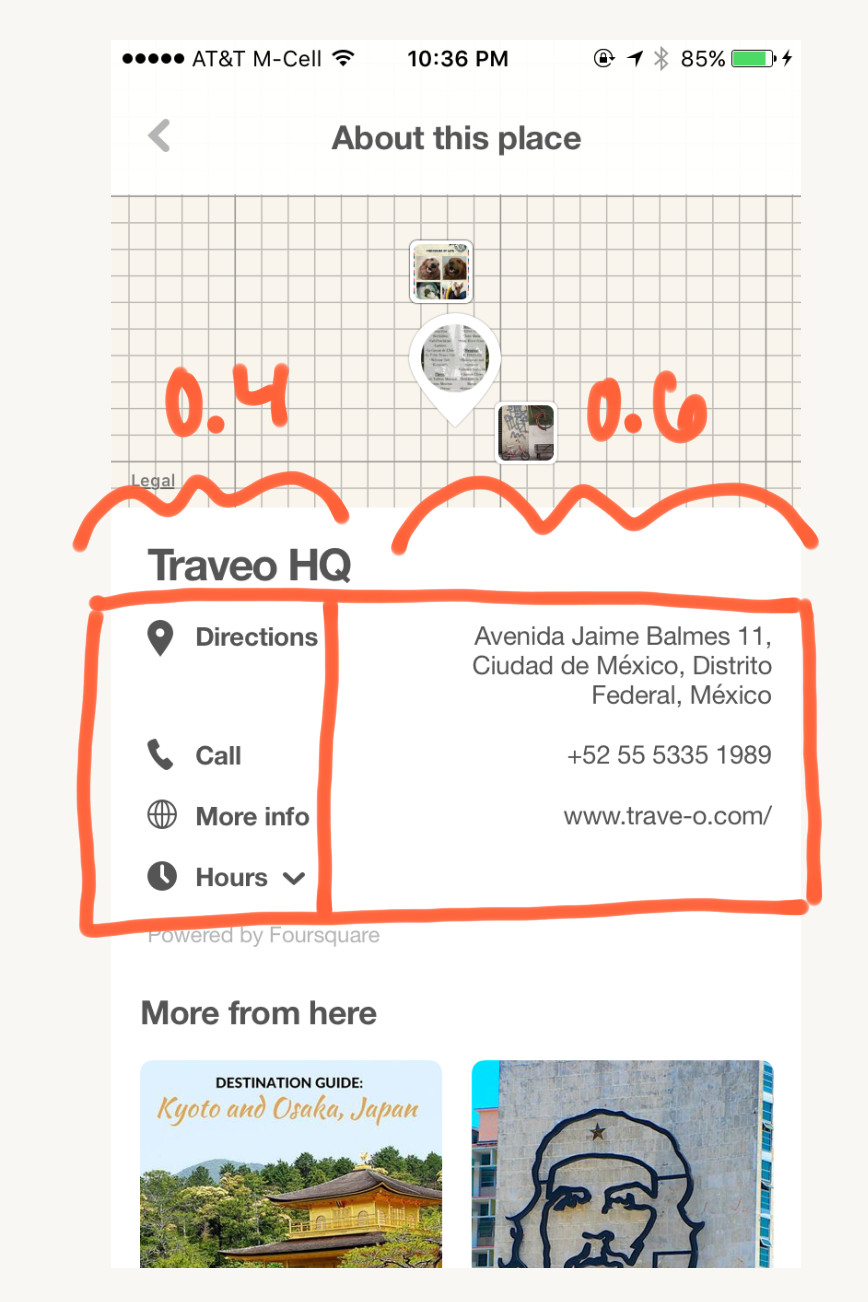 ●●●●● AT&T M-Cell 10:36 PM 85%
About this place
0.4 0.6
Legal
Traveo HQ
Directions Avenida Jaime Balmes 11,
Ciudad de México, Distrito
Federal, México
Call +52 55 5335 1989
More info www.trave-o.com/
Hours
Powered by Foursquare
More from here
DESTINATION GUIDE:
Kyoto and Osaka, Japan